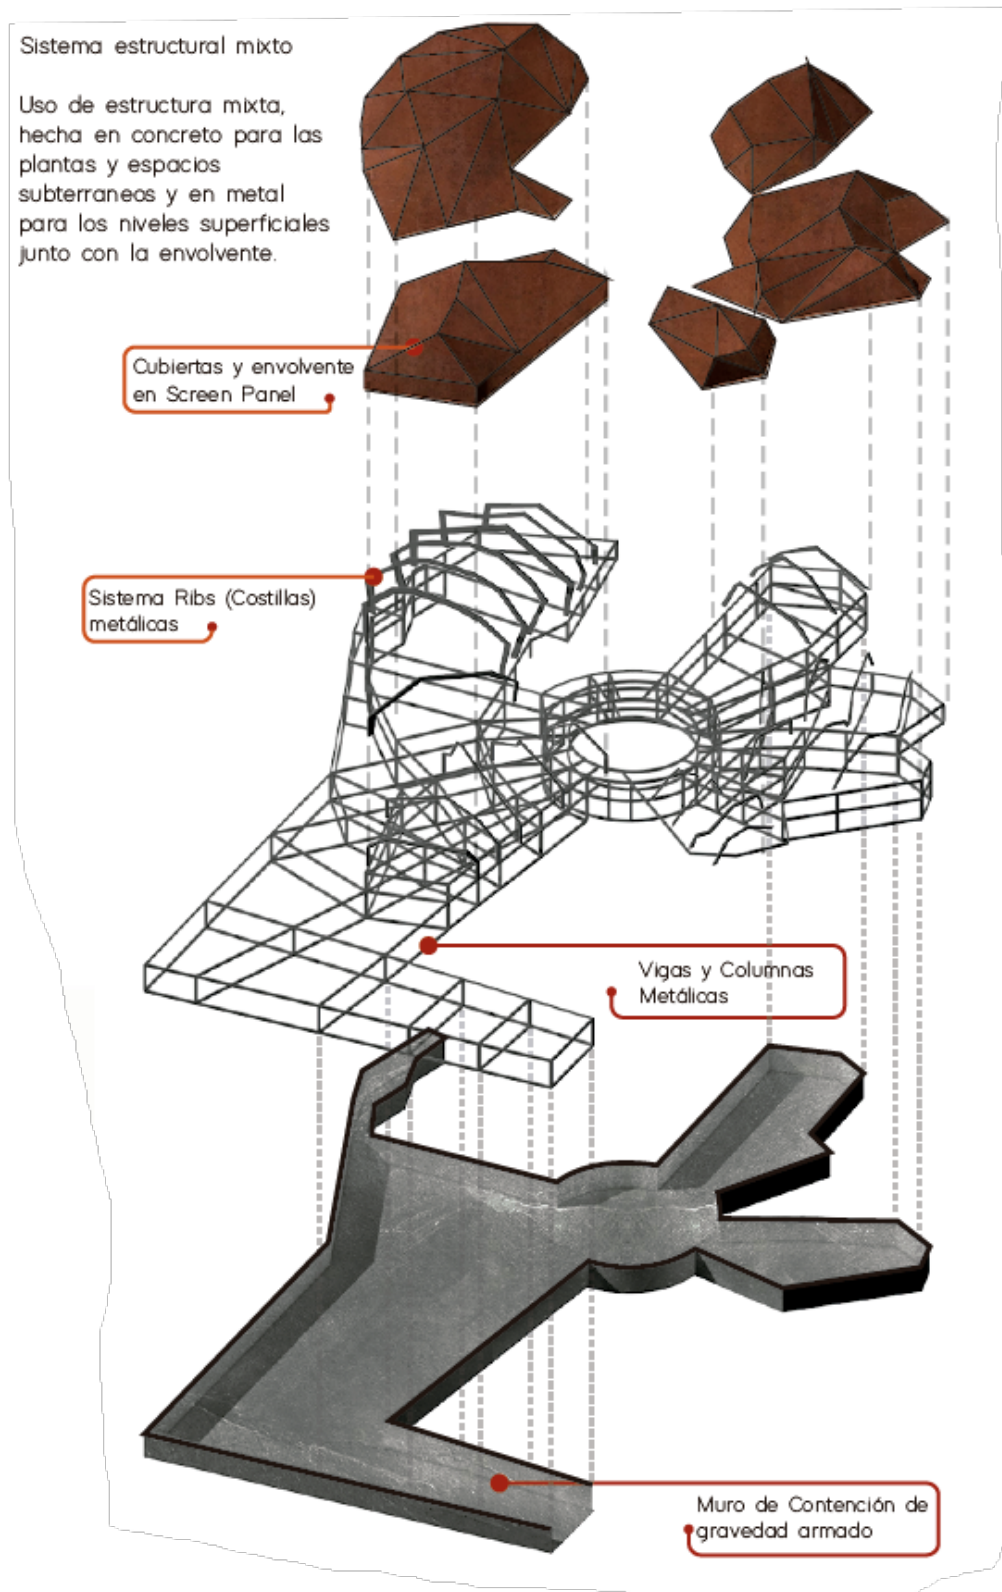 Sistema estructural mixto
Uso de estructura mixta,
hecha en concreto para las
plantas y espacios
subterraneos y en metal
para los niveles superficiales
junto con la envolvente.
Cubiertas y envolvente
en Screen Panel
Sistema Ribs (Costillas)
metálicas
Vigas y Columnas
Metálicas
Muro de Contención de
gravedad armado